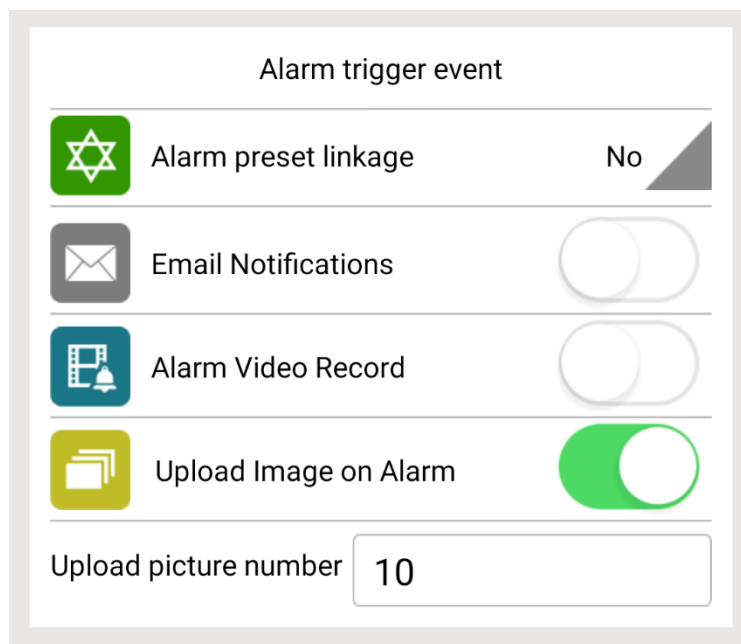 Alarm trigger event
Alarm preset linkage No
Email Notifications
Alarm Video Record
Upload Image on Alarm
Upload picture number 10